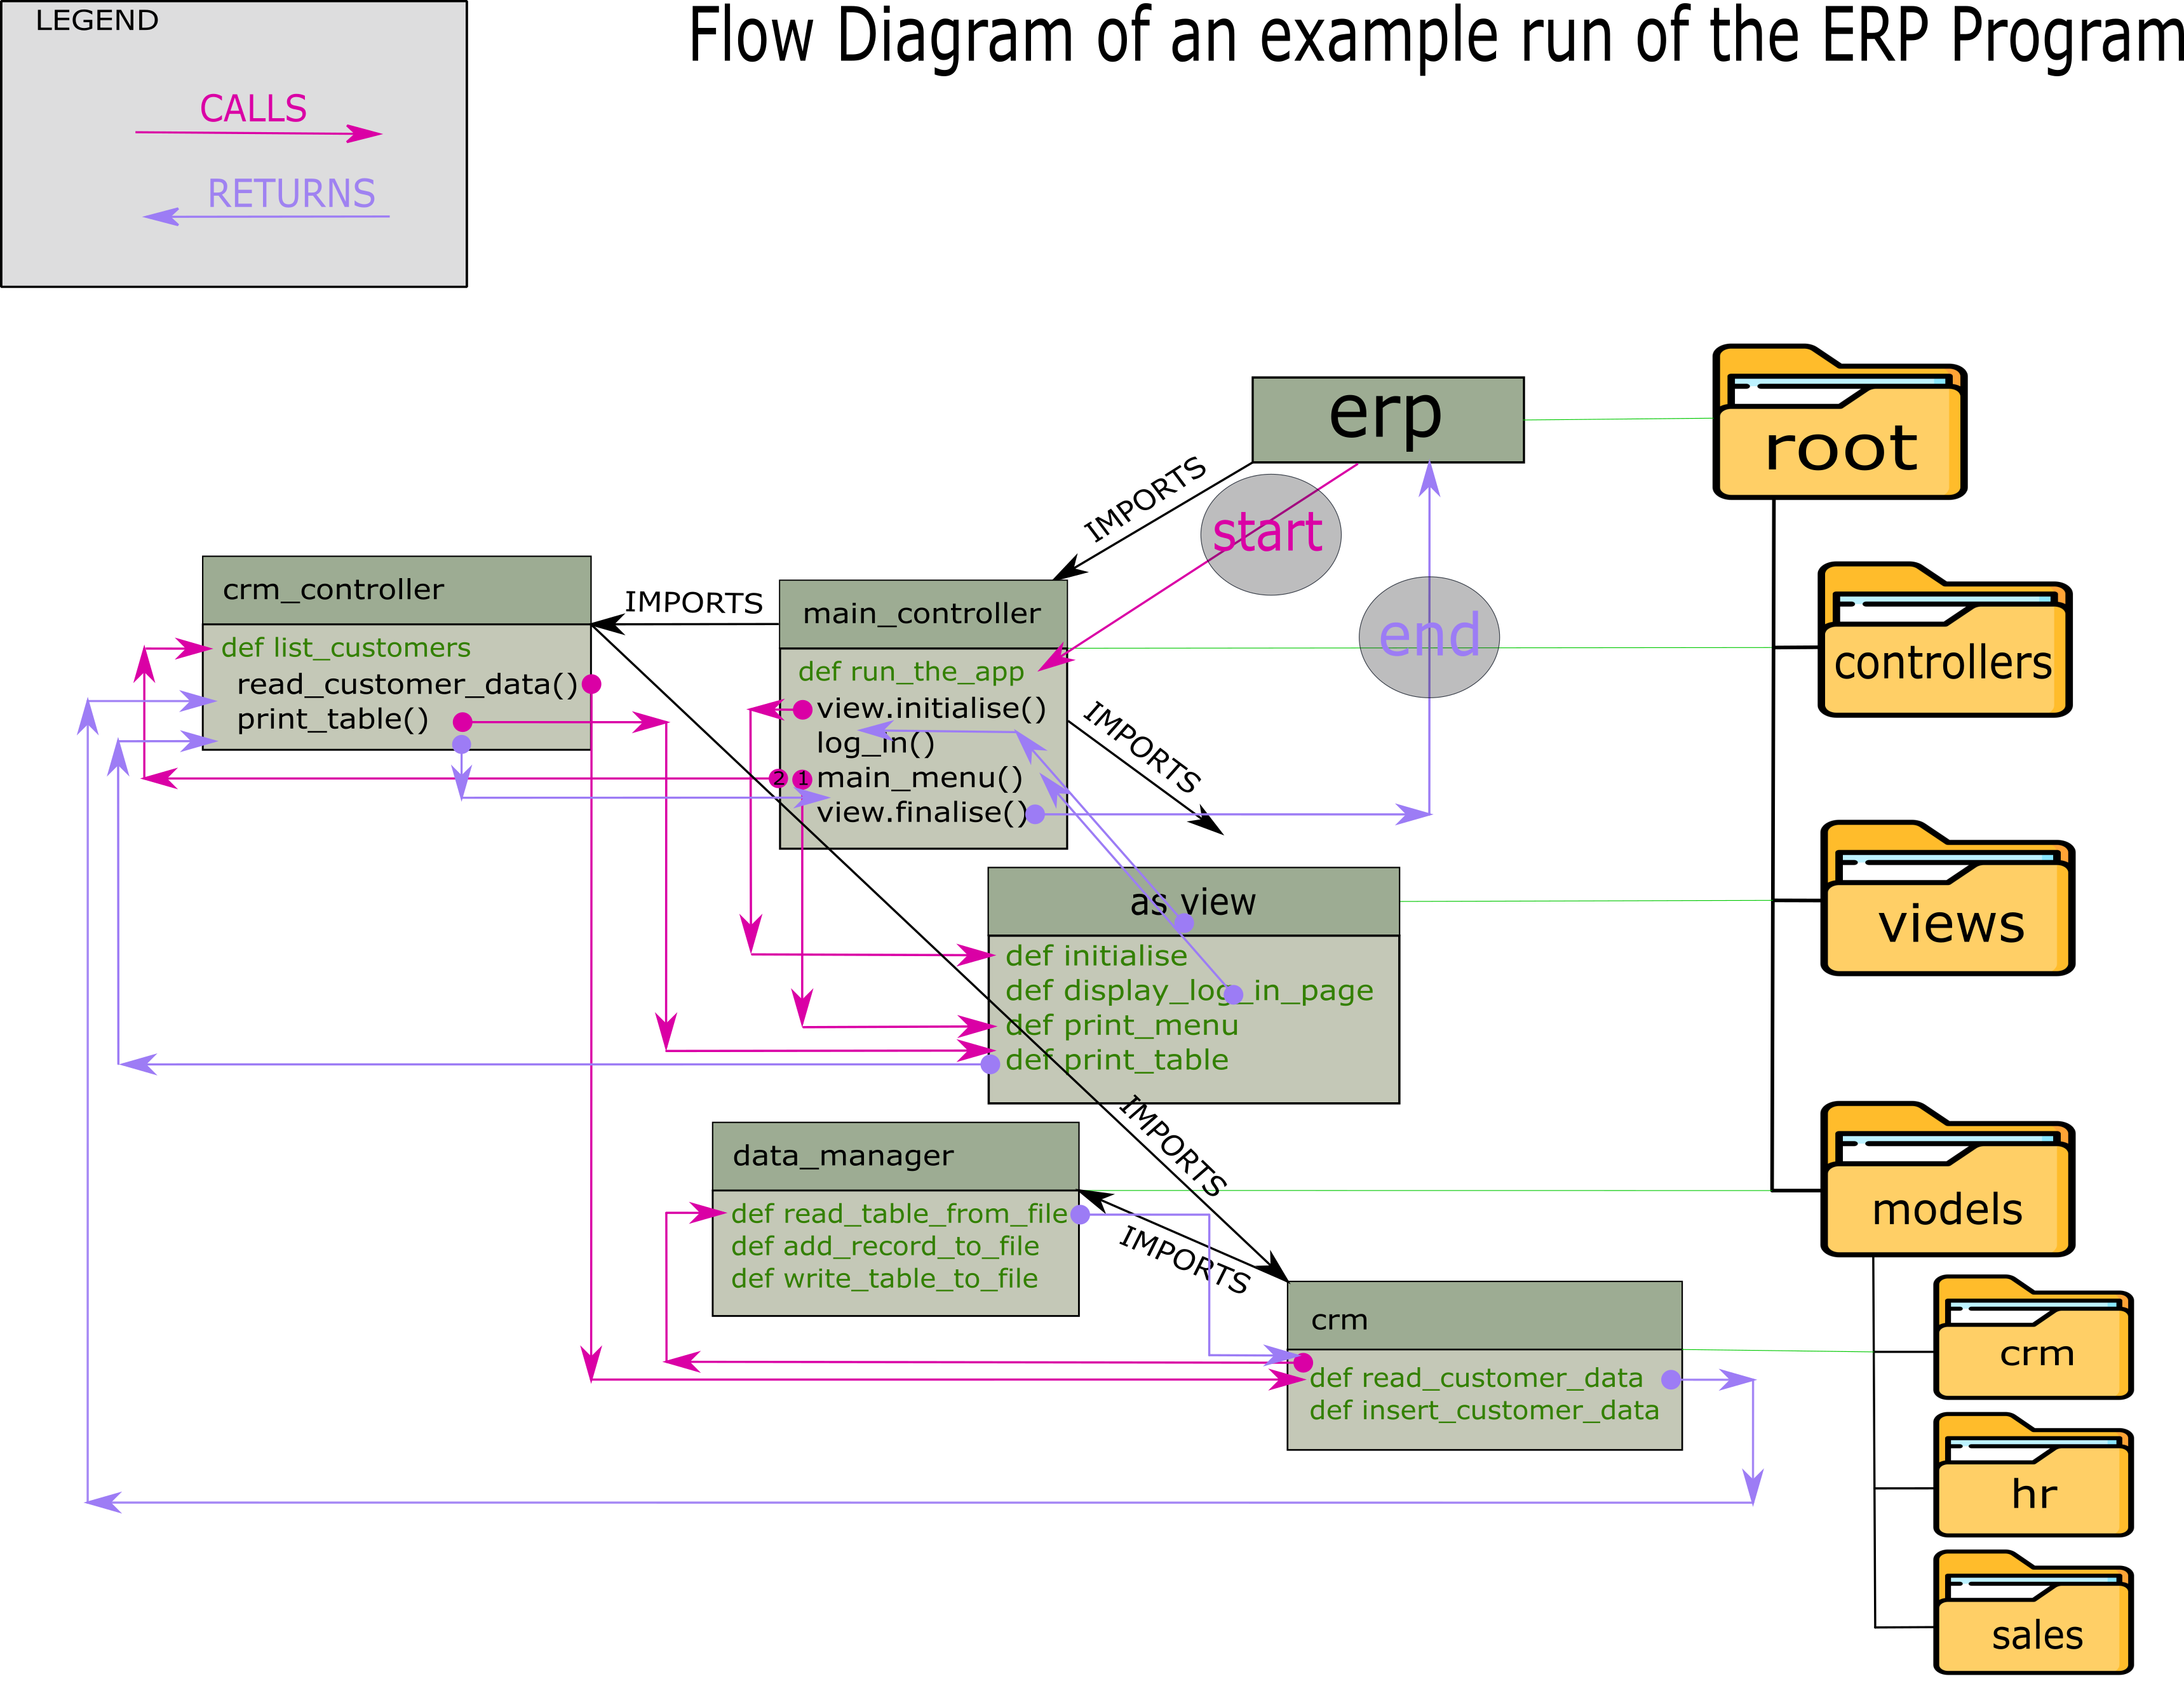 LEGEND
CALLS
RETURNS
Flow Diagram of an example run of the ERP Program
erp
IMPORTS
start
end
crm_controller
def list_customers
read_customer_data()
print_table()
IMPORTS
main_controller
def run_the_app
view.initialise()
log_in()
2 1 main_menu()
view.finalise()
IMPORTS
as view
def initialise
def display_log_in_page
def print_menu
def print_table
IMPORTS
data_manager
def read_table_from_file
def add_record_to_file
def write_table_to_file
IMPORTS
crm
def read_customer_data
def insert_customer_data
root
controllers
views
models
crm
hr
sales